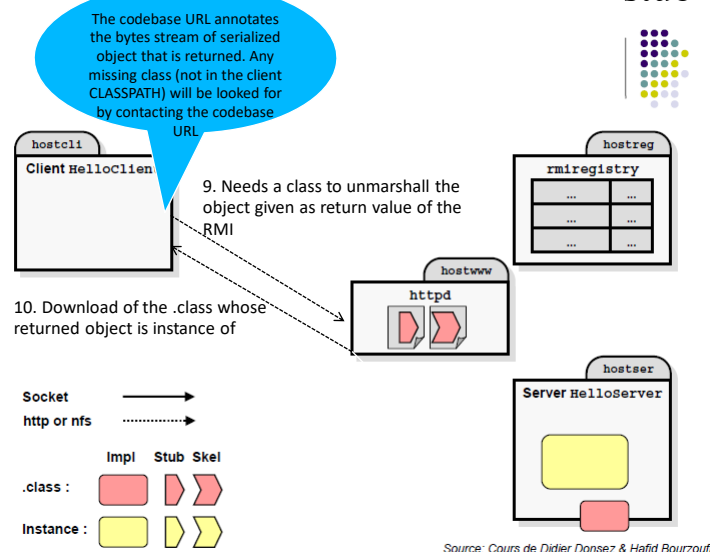 The codebase URL annotates
the bytes stream of serialized
object that is returned. Any
missing class (not in the client
CLASSPATH) will be looked for
by contacting the codebase
URL
hostcli
Client HelloClien
hostreg
rmiregistry
... ...
... ...
... ...
9. Needs a class to unmarshall the
object given as return value of the
RMI
hostwww
httpd
10. Download of the .class whose
returned object is instance of
hostser
Server HelloServer
Socket
http or nfs
Impl Stub Skel
.class :
Instance :
Source: Cours de Didier Donsez & Hafid Bourzouf